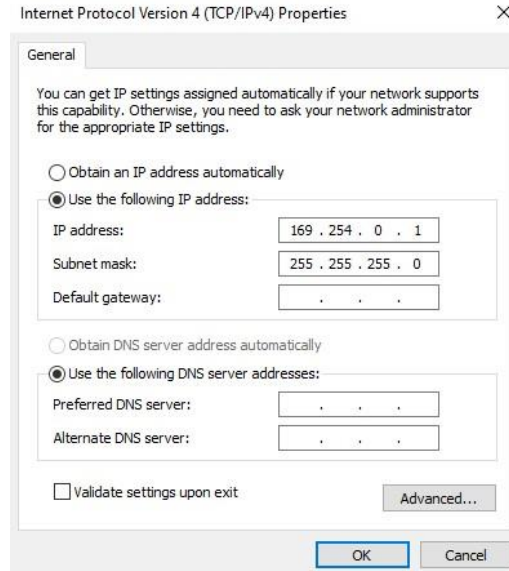 Internet Protocol Version 4 (TCP/IPv4) Properties
General
You can get IP settings assigned automatically if your network supports
this capability. Otherwise, you need to ask your network administrator
for the appropriate IP settings.
Obtain an IP address automatically
Use the following IP address:
IP address: 169 . 254 . 0 . 1
Subnet mask: 255 . 255 . 255 . 0
Default gateway: . . .
Obtain DNS server address automatically
Use the following DNS server addresses:
Preferred DNS server: . . .
Alternate DNS server: . . .
Validate settings upon exit
Advanced...
OK Cancel